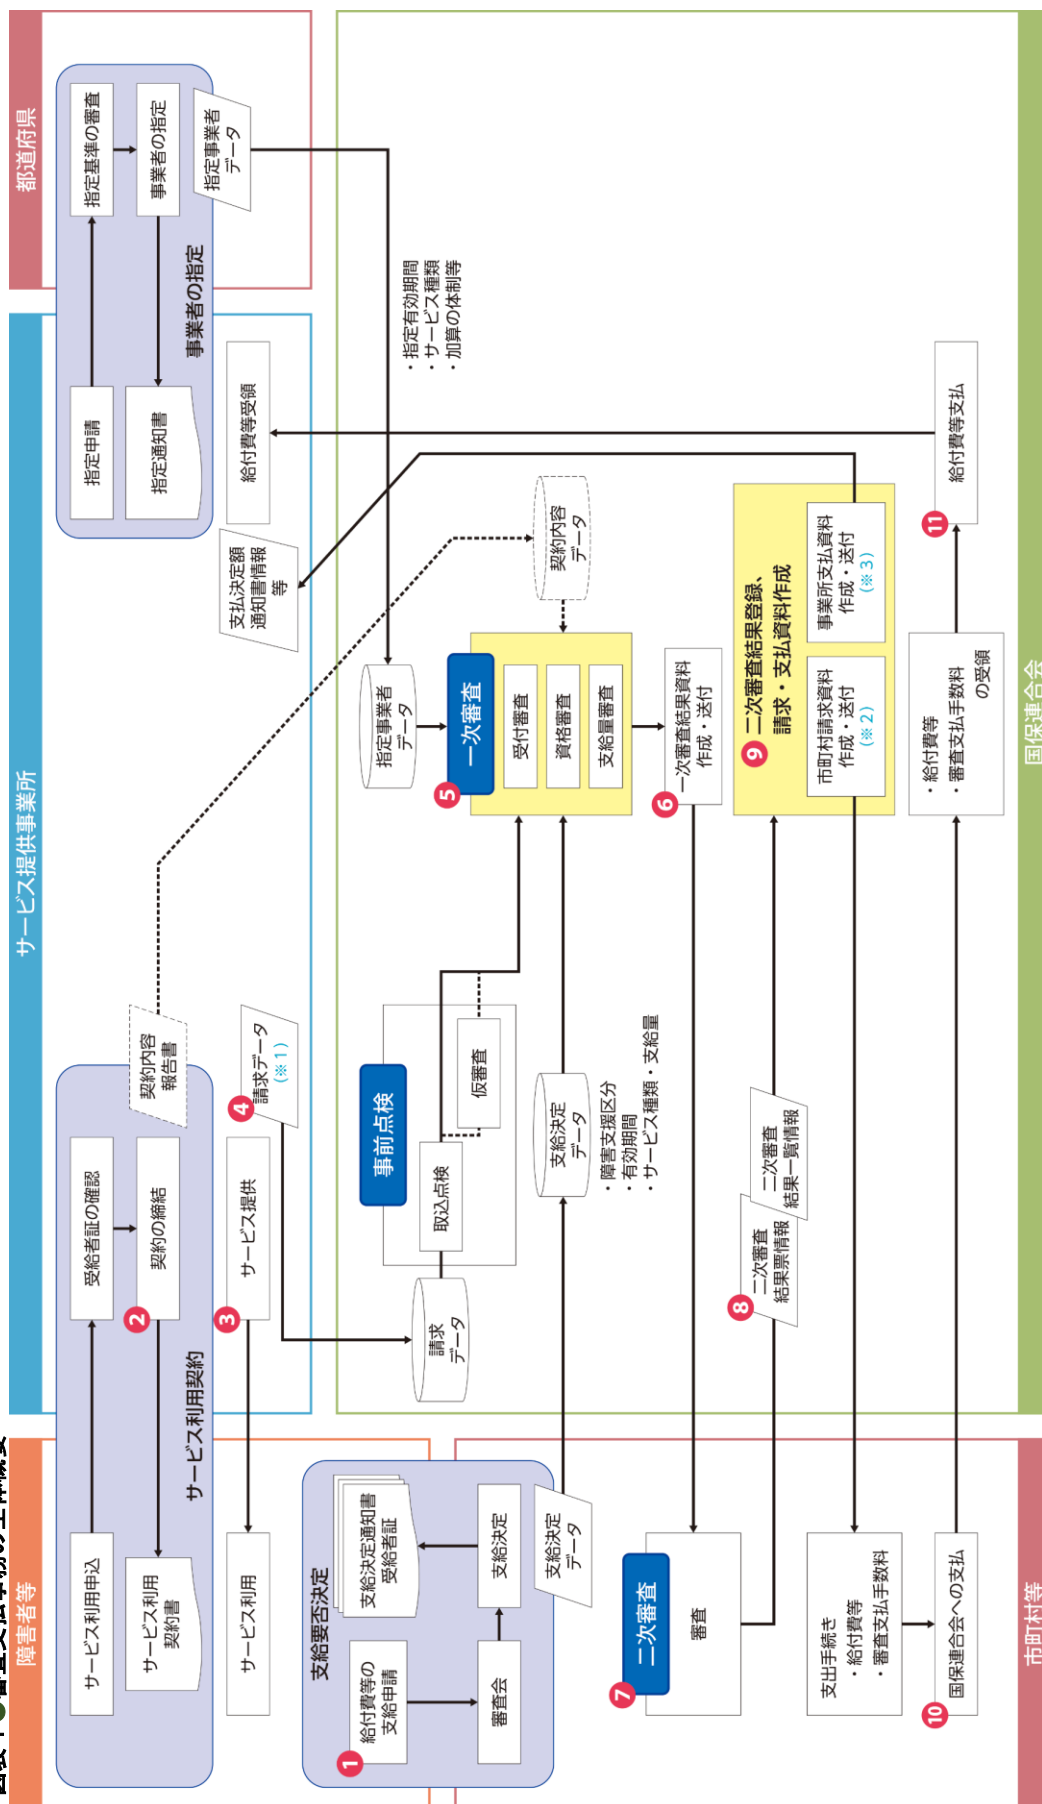 審査支払事務の全体概要
障害者等
サービス提供事業所
都道府県
サービス利用申込
受給者証の確認
指定申請
指定基準の審査
サービス利用
契約書
2
契約の締結
契約内容
報告書
指定通知書
事業者の指定
サービス利用契約
事業者の指定
指定事業者
データ
サービス利用
3
サービス提供
4
請求データ
(※1)
支払決定額
通知書情報
等
給付費等受領
支給要否決定
1
給付費等の
支給申請
支給決定通知書
受給者証
審査会
支給決定
支給決定
データ
請求
データ
事前点検
取込点検
仮審査
指定事業者
データ
・指定有効期間
・サービス種類
・加算の体制等
5
一次審査
受付審査
資格審査
支給量審査
契約内容
データ
支給決定
データ
・障害支援区分
・有効期間
・サービス種類・支給量
6
一次審査結果資料
作成・送付
7
二次審査
審査
8
二次審査
結果票情報
二次審査
結果一覧情報
9
二次審査結果登録、
請求・支払資料作成
市町村請求資料
作成・送付
(※2)
事業所支払資料
作成・送付
(※3)
支出手続き
・給付費等
・審査支払手数料
10
国保連合会への支払
・給付費等
・審査支払手数料
の受領
11
給付費等支払
市町村等
国保連合会